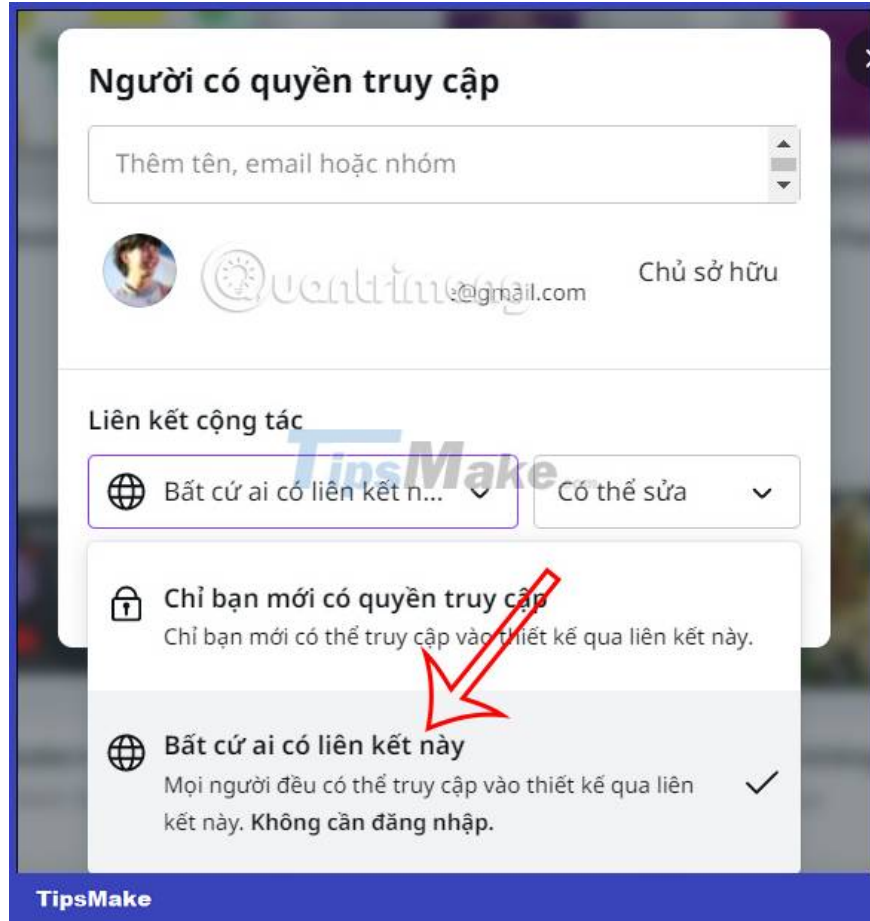 Người có quyền truy cập
Thêm tên, email hoặc nhóm
Quantrimang
e@gmail.com
Chủ sở hữu
Liên kết cộng tác
TipsMake.com
Bất cứ ai có liên kết n...
Có thể sửa
Chỉ bạn mới có quyền truy cập
Chỉ bạn mới có thể truy cập vào thiết kế qua liên kết này.
Bất cứ ai có liên kết này
Mọi người đều có thể truy cập vào thiết kế qua liên
kết này. Không cần đăng nhập.
TipsMake